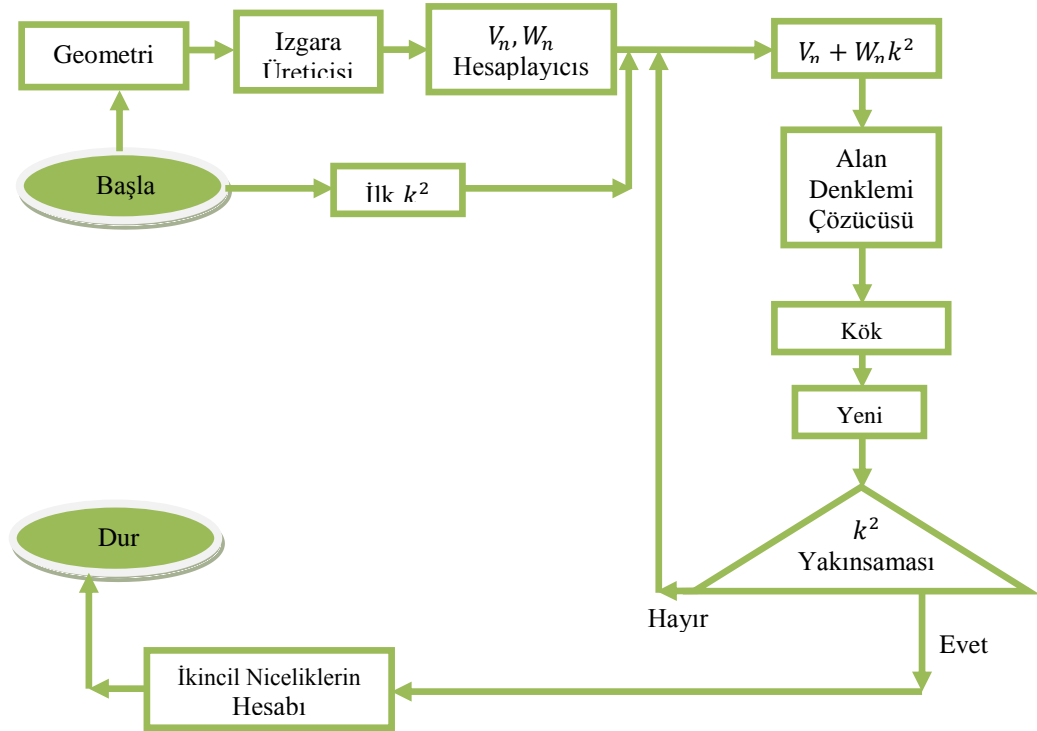 Geometri
Izgara
Üreticisi
Vₙ, Wₙ
Hesaplayıcıs
Vₙ + Wₙk²
Başla
İlk k²
Alan
Denklemi
Çözücüsü
Kök
Yeni
k²
Yakınsaması
Hayır
Evet
İkincil Niceliklerin
Hesabı
Dur